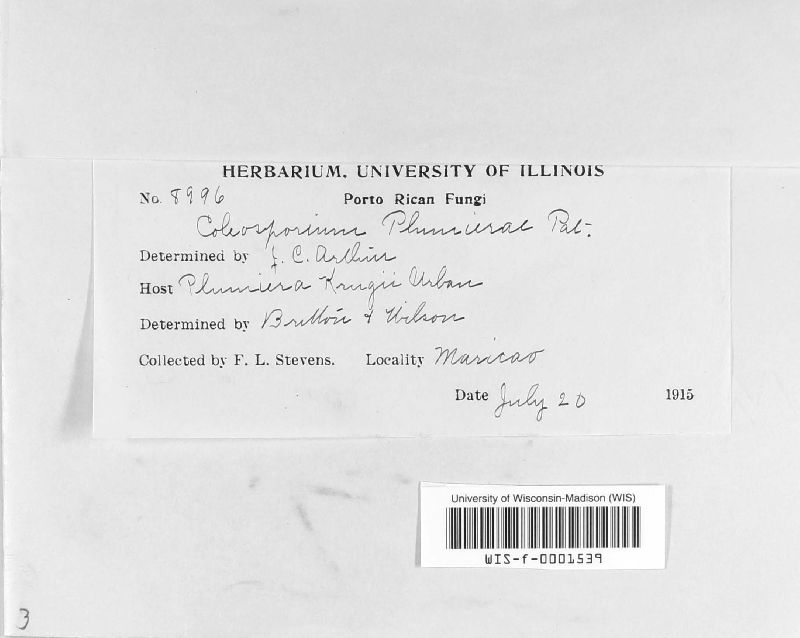 HERBARIUM, UNIVERSITY OF ILLINOIS
No. 8996 Porto Rican Fungi
Coleosporium Plumierae Pat.
Determined by J. C. Arthur
Host Plumiera Krugii Urban
Determined by Britton & Wilson
Collected by F. L. Stevens. Locality Maricao
Date July 20 1915
University of Wisconsin-Madison (WIS)
WIS-f-0001539
3